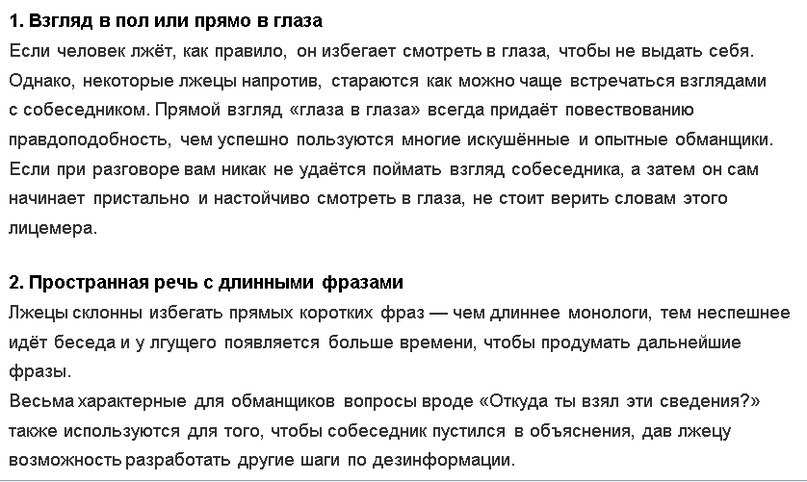 1. Взгляд в пол или прямо в глаза
Если человек лжёт, как правило, он избегает смотреть в глаза, чтобы не выдать себя.
Однако, некоторые лжецы напротив, стараются как можно чаще встречаться взглядами
с собеседником. Прямой взгляд «глаза в глаза» всегда придаёт повествованию
правдоподобность, чем успешно пользуются многие искушённые и опытные обманщики.
Если при разговоре вам никак не удаётся поймать взгляд собеседника, а затем он сам
начинает пристально и настойчиво смотреть в глаза, не стоит верить словам этого
лицемера.
2. Пространная речь с длинными фразами
Лжецы склонны избегать прямых коротких фраз — чем длиннее монологи, тем неспешнее
идёт беседа и у лгущего появляется больше времени, чтобы продумать дальнейшие
фразы.
Весьма характерные для обманщиков вопросы вроде «Откуда ты взял эти сведения?»
также используются для того, чтобы собеседник пустился в объяснения, дав лжецу
возможность разработать другие шаги по дезинформации.